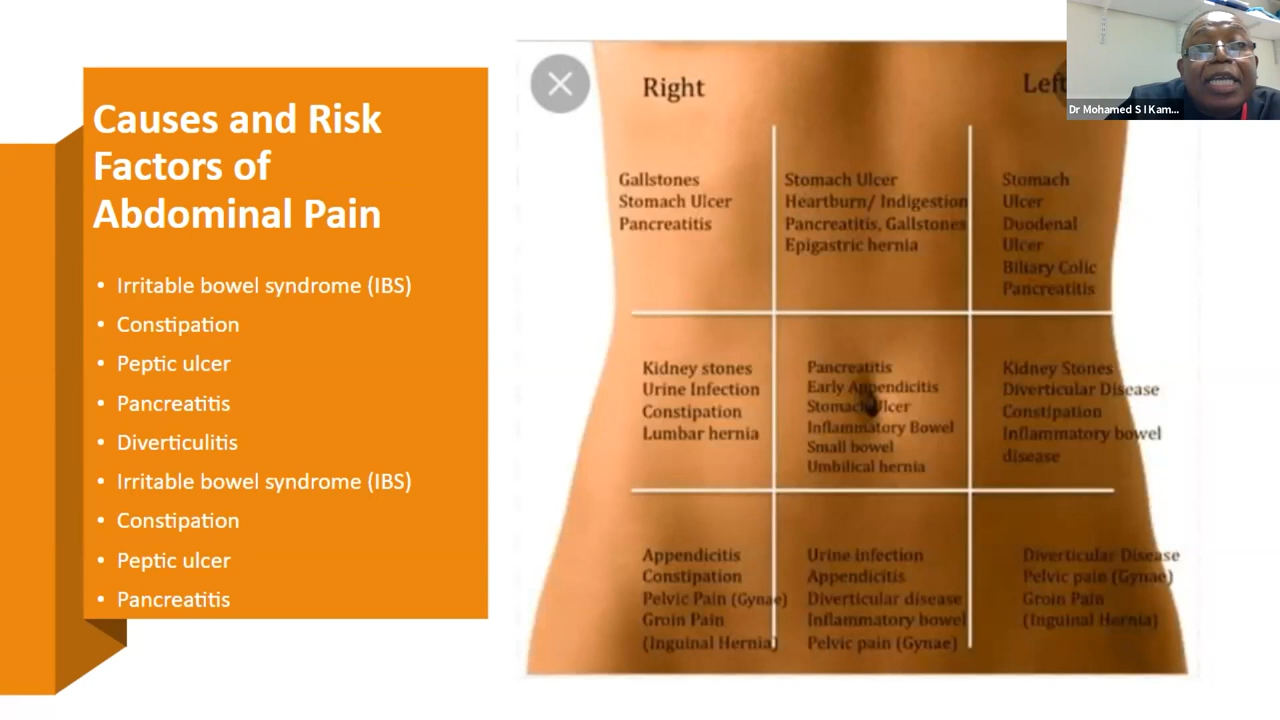 Causes and Risk
Factors of
Abdominal Pain
• Irritable bowel syndrome (IBS)
• Constipation
• Peptic ulcer
• Pancreatitis
• Diverticulitis
• Irritable bowel syndrome (IBS)
• Constipation
• Peptic ulcer
• Pancreatitis
Right
Left
Gallstones
Stomach Ulcer
Pancreatitis
Stomach Ulcer
Heartburn/ Indigestion
Pancreatitis, Gallstones
Epigastric hernia
Stomach
Ulcer
Duodenal
Ulcer
Biliary Colic
Pancreatitis
Kidney stones
Urine Infection
Constipation
Lumbar hernia
Pancreatitis
Early Appendicitis
Stomach Ulcer
Inflammatory Bowel
Small bowel
Umbilical hernia
Kidney Stones
Diverticular Disease
Constipation
Inflammatory bowel
disease
Appendicitis
Constipation
Pelvic Pain (Gynae)
Groin Pain
(Inguinal Hernia)
Urine infection
Appendicitis
Diverticular disease
Inflammatory bowel
Pelvic pain (Gynae)
Diverticular Disease
Pelvic pain (Gynae)
Groin Pain
(Inguinal Hernia)
Dr Mohamed S I Kam...